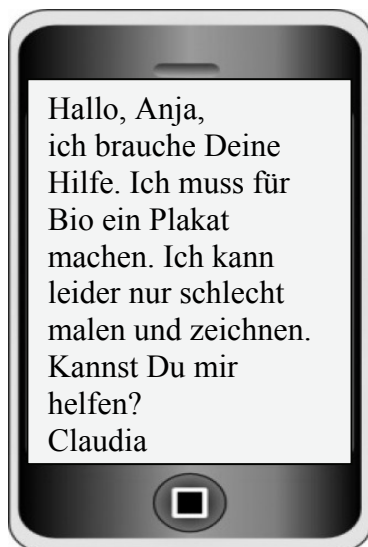 Hallo, Anja,
ich brauche Deine
Hilfe. Ich muss für
Bio ein Plakat
machen. Ich kann
leider nur schlecht
malen und zeichnen.
Kannst Du mir
helfen?
Claudia